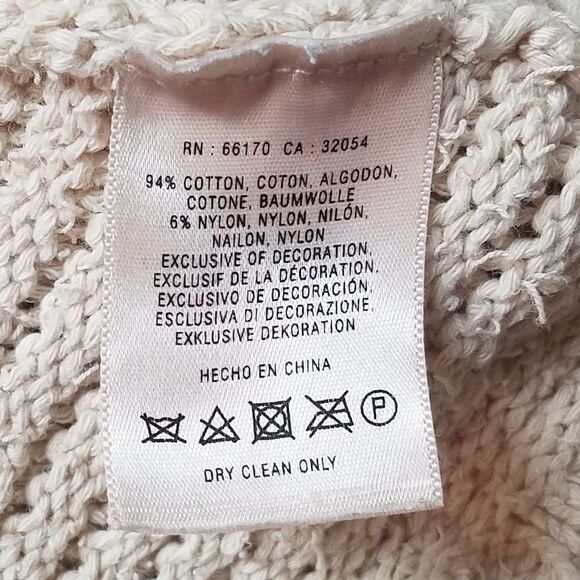 RN : 66170 CA : 32054
94% COTTON, COTON, ALGODON,
COTONE, BAUMWOLLE
6% NYLON, NYLON, NILÓN,
NAILON, NYLON
EXCLUSIVE OF DECORATION,
EXCLUSIF DE LA DÉCORATION,
EXCLUSIVO DE DECORACIÓN,
ESCLUSIVA DI DECORAZIONE,
EXKLUSIVE DEKORATION
HECHO EN CHINA
P
DRY CLEAN ONLY